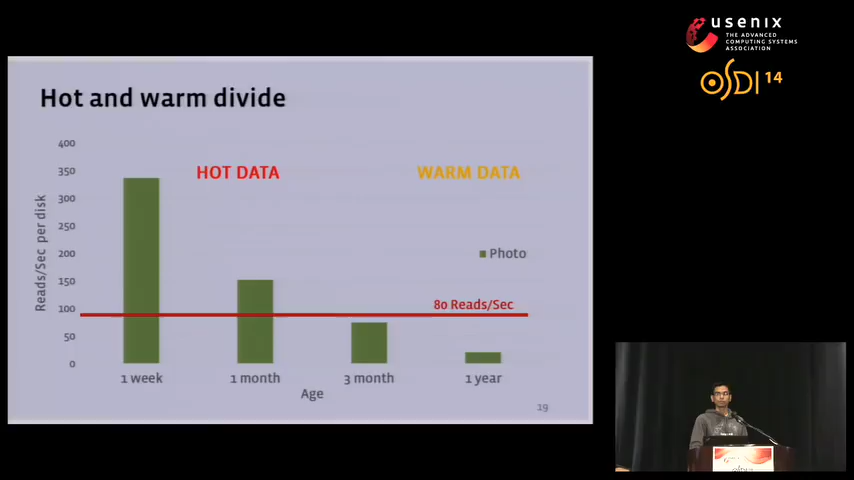 usenix
THE ADVANCED
COMPUTING SYSTEMS
ASSOCIATION
OSDI 14
Hot and warm divide
400
350
300
250
200
150
100
50
0
Reads/Sec per disk
HOT DATA
WARM DATA
Photo
80 Reads/Sec
1 week
1 month
3 month
1 year
Age
19